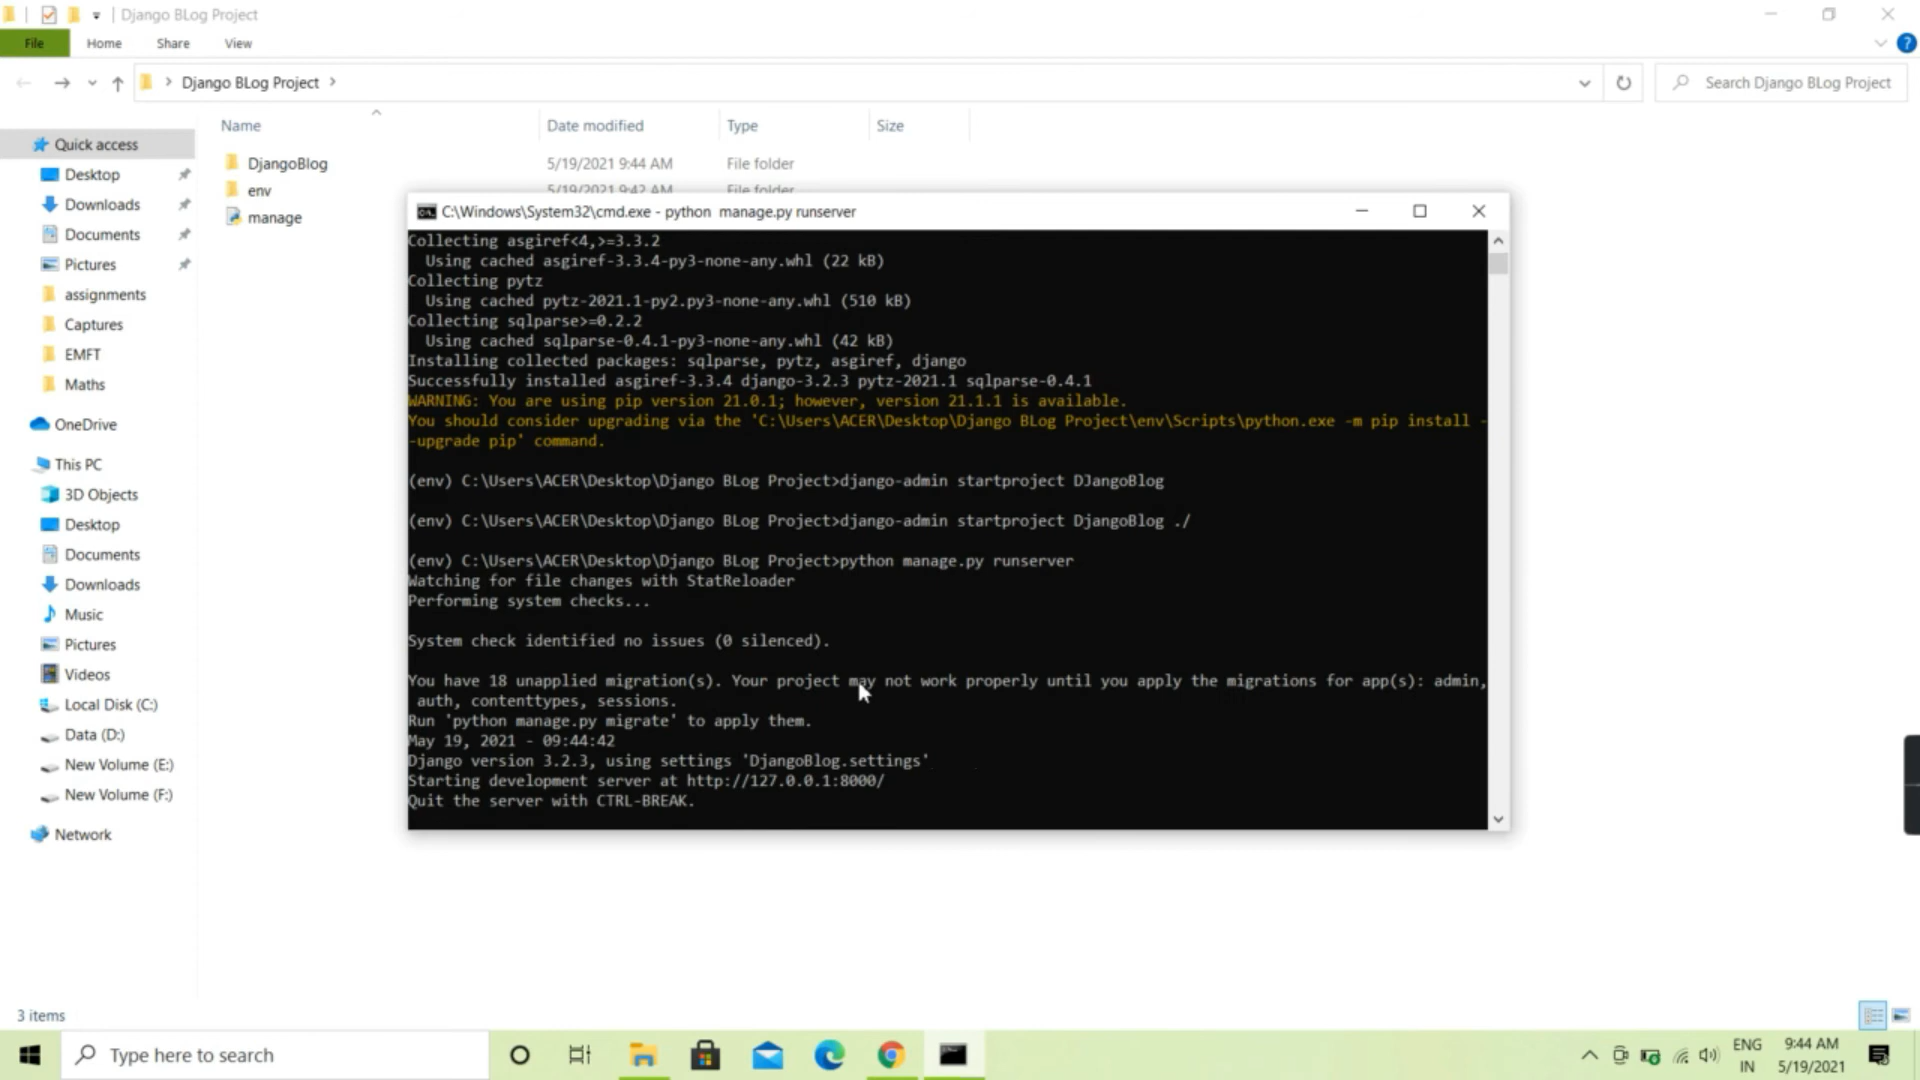 Django BLog Project
File
Home
Share
View
Django BLog Project
Search Django BLog Project
Name
Date modified
Type
Size
Quick access
Desktop
Downloads
Documents
Pictures
assignments
Captures
EMFT
Maths
OneDrive
This PC
3D Objects
Desktop
Documents
Downloads
Music
Pictures
Videos
Local Disk (C:)
Data (D:)
New Volume (E:)
New Volume (F:)
Network
DjangoBlog 5/19/2021 9:44 AM File folder
env 5/19/2021 9:42 AM File folder
manage
C:\Windows\System32\cmd.exe - python manage.py runserver
Collecting asgiref<4,>=3.3.2
Using cached asgiref-3.3.4-py3-none-any.whl (22 kB)
Collecting pytz
Using cached pytz-2021.1-py2.py3-none-any.whl (510 kB)
Collecting sqlparse>=0.2.2
Using cached sqlparse-0.4.1-py3-none-any.whl (42 kB)
Installing collected packages: sqlparse, pytz, asgiref, django
Successfully installed asgiref-3.3.4 django-3.2.3 pytz-2021.1 sqlparse-0.4.1
WARNING: You are using pip version 21.0.1; however, version 21.1.1 is available.
You should consider upgrading via the 'C:\Users\ACER\Desktop\Django BLog Project\env\Scripts\python.exe -m pip install -
-upgrade pip' command.
(env) C:\Users\ACER\Desktop\Django BLog Project>django-admin startproject DJangoBlog
(env) C:\Users\ACER\Desktop\Django BLog Project>django-admin startproject DjangoBlog ./
(env) C:\Users\ACER\Desktop\Django BLog Project>python manage.py runserver
Watching for file changes with StatReloader
Performing system checks...
System check identified no issues (0 silenced).
You have 18 unapplied migration(s). Your project may not work properly until you apply the migrations for app(s): admin,
auth, contenttypes, sessions.
Run 'python manage.py migrate' to apply them.
May 19, 2021 - 09:44:42
Django version 3.2.3, using settings 'DjangoBlog.settings'
Starting development server at http://127.0.0.1:8000/
Quit the server with CTRL-BREAK.
3 items
Type here to search
ENG
IN
9:44 AM
5/19/2021